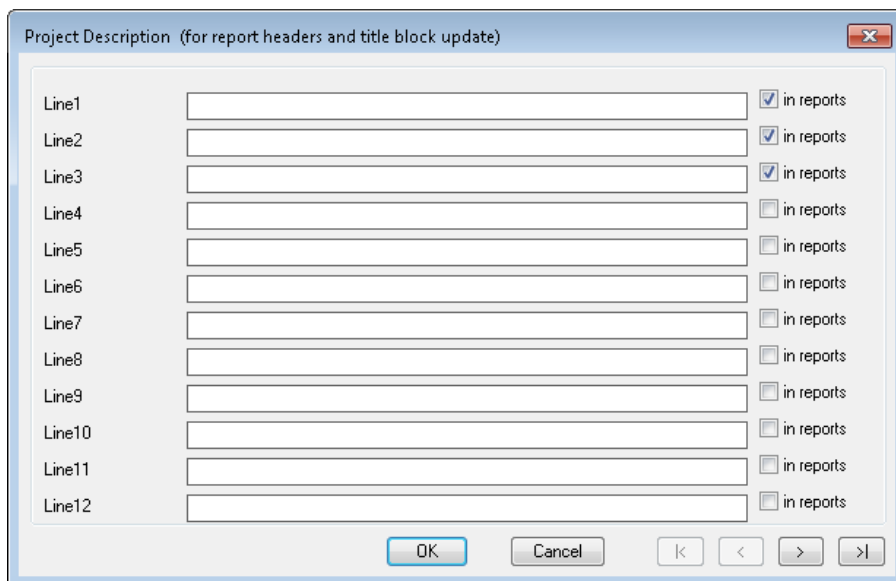 Project Description (for report headers and title block update)
Line1 in reports
Line2 in reports
Line3 in reports
Line4 in reports
Line5 in reports
Line6 in reports
Line7 in reports
Line8 in reports
Line9 in reports
Line10 in reports
Line11 in reports
Line12 in reports
OK Cancel |< < > >|